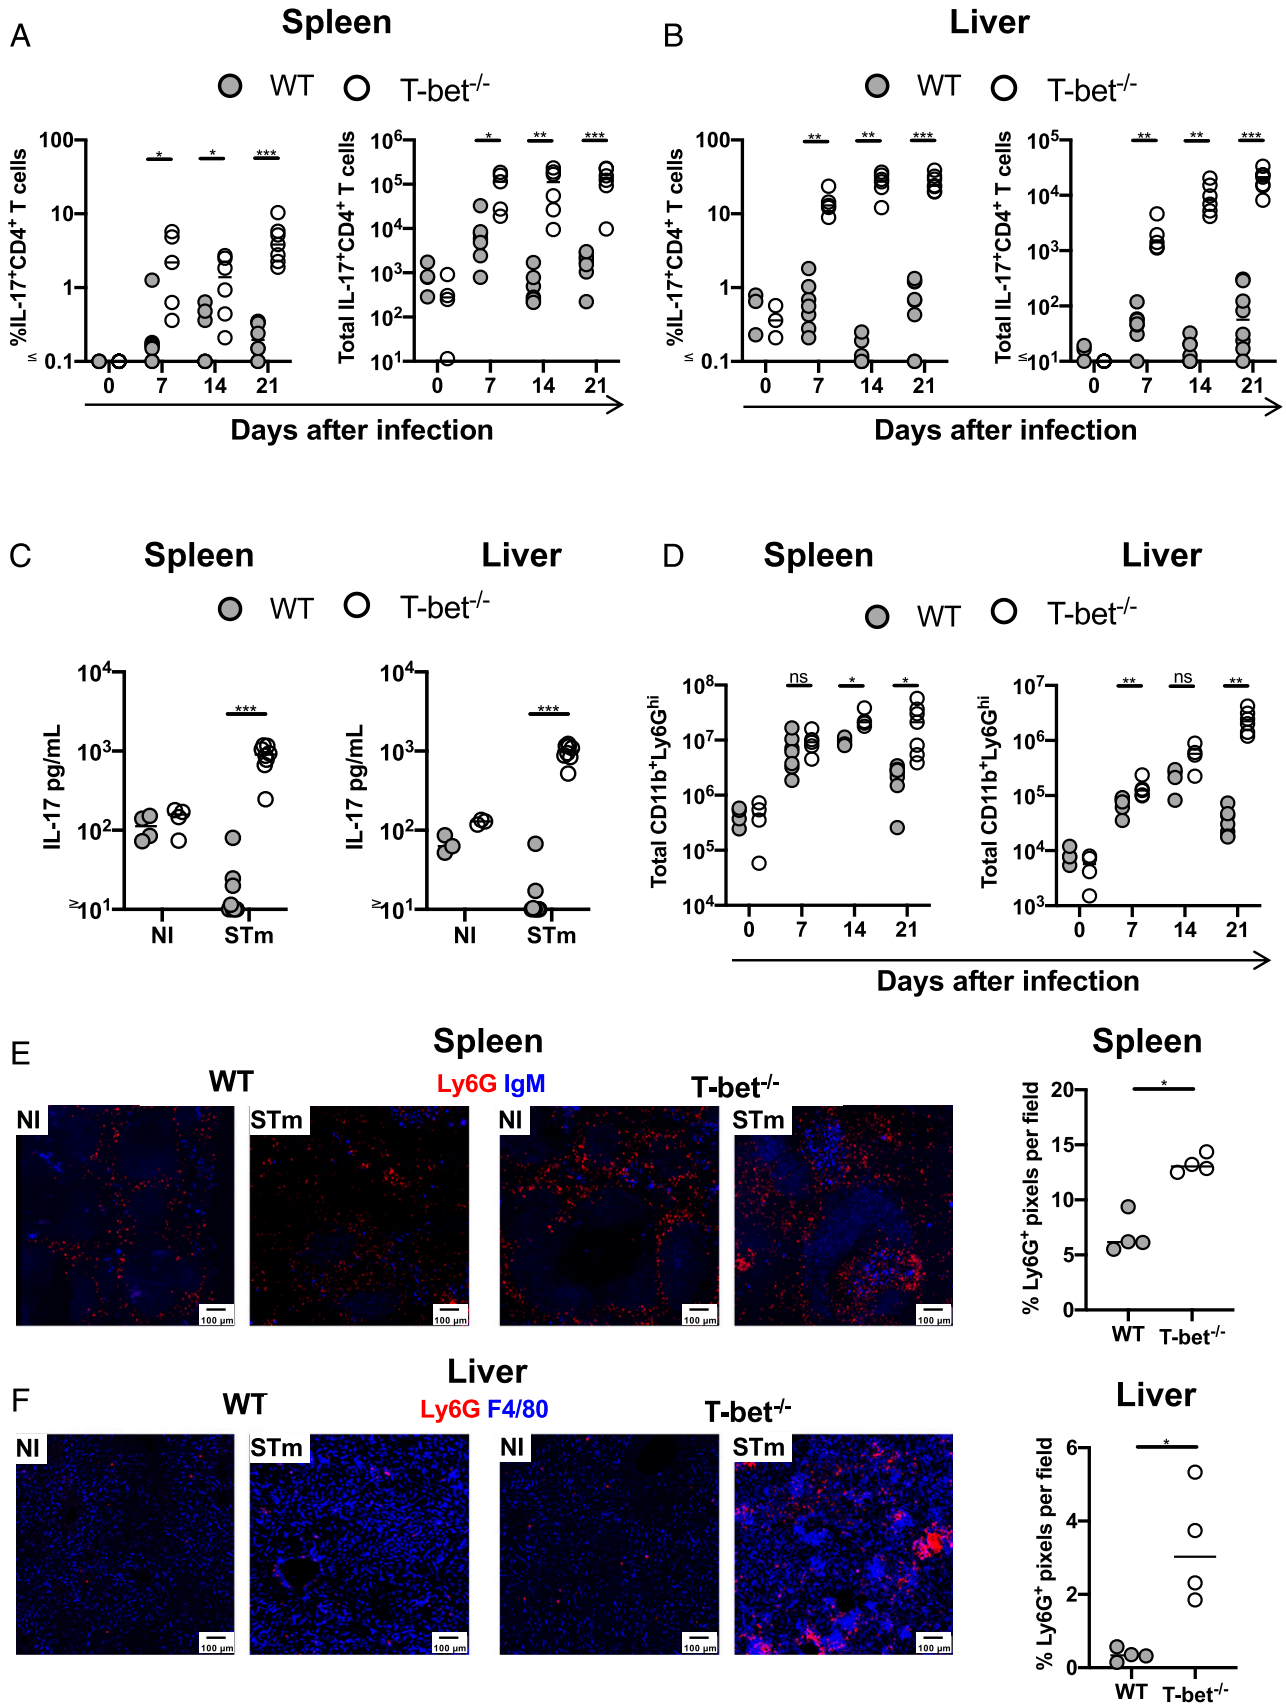 A
Spleen
WT T-bet-/-
%IL-17+CD4+ T cells
100
10
1
≤ 0.1
* * ***
0 7 14 21
Total IL-17+CD4+ T cells
10^6
10^5
10^4
10^3
10^2
10^1
* ** ***
0 7 14 21
Days after infection
B
Liver
WT T-bet-/-
%IL-17+CD4+ T cells
100
10
1
≤ 0.1
** ** ***
0 7 14 21
Total IL-17+CD4+ T cells
10^5
10^4
10^3
10^2
≤10^1
** ** ***
0 7 14 21
Days after infection
C
Spleen Liver
WT T-bet-/-
IL-17 pg/mL
10^4
10^3
10^2
≥10^1
***
NI STm
IL-17 pg/mL
10^4
10^3
10^2
≥10^1
***
NI STm
D
Spleen Liver
WT T-bet-/-
Total CD11b+Ly6Ghi
10^8
10^7
10^6
10^5
10^4
ns * *
0 7 14 21
Total CD11b+Ly6Ghi
10^7
10^6
10^5
10^4
10^3
** ns **
0 7 14 21
Days after infection
E
Spleen
WT Ly6G IgM T-bet-/-
NI STm NI STm
100 µm 100 µm 100 µm 100 µm
Spleen
% Ly6G+ pixels per field
20
15
10
5
0
*
WT T-bet-/-
F
Liver
WT Ly6G F4/80 T-bet-/-
NI STm NI STm
100 µm 100 µm 100 µm 100 µm
Liver
% Ly6G+ pixels per field
6
4
2
0
*
WT T-bet-/-